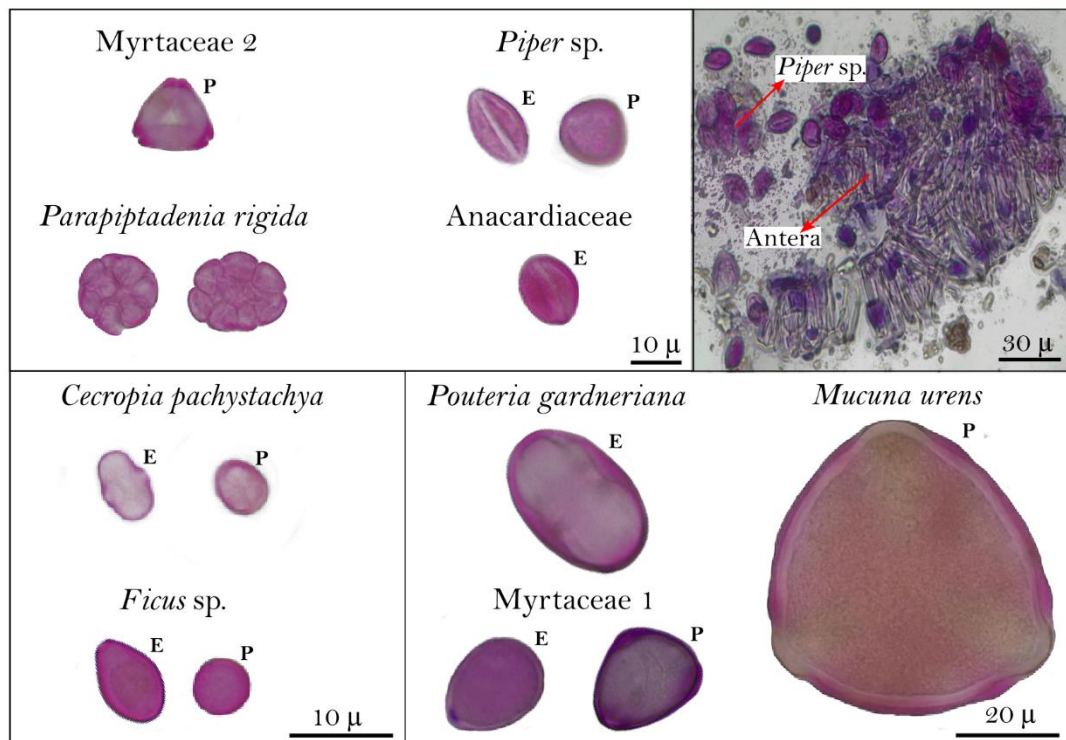 Myrtaceae 2
P
Piper sp.
E
P
Parapiptadenia rigida
Anacardiaceae
E
10 µ
Piper sp.
Antera
30 µ
Cecropia pachystachya
E
P
Ficus sp.
E
P
10 µ
Pouteria gardneriana
E
Myrtaceae 1
E
P
Mucuna urens
P
20 µ